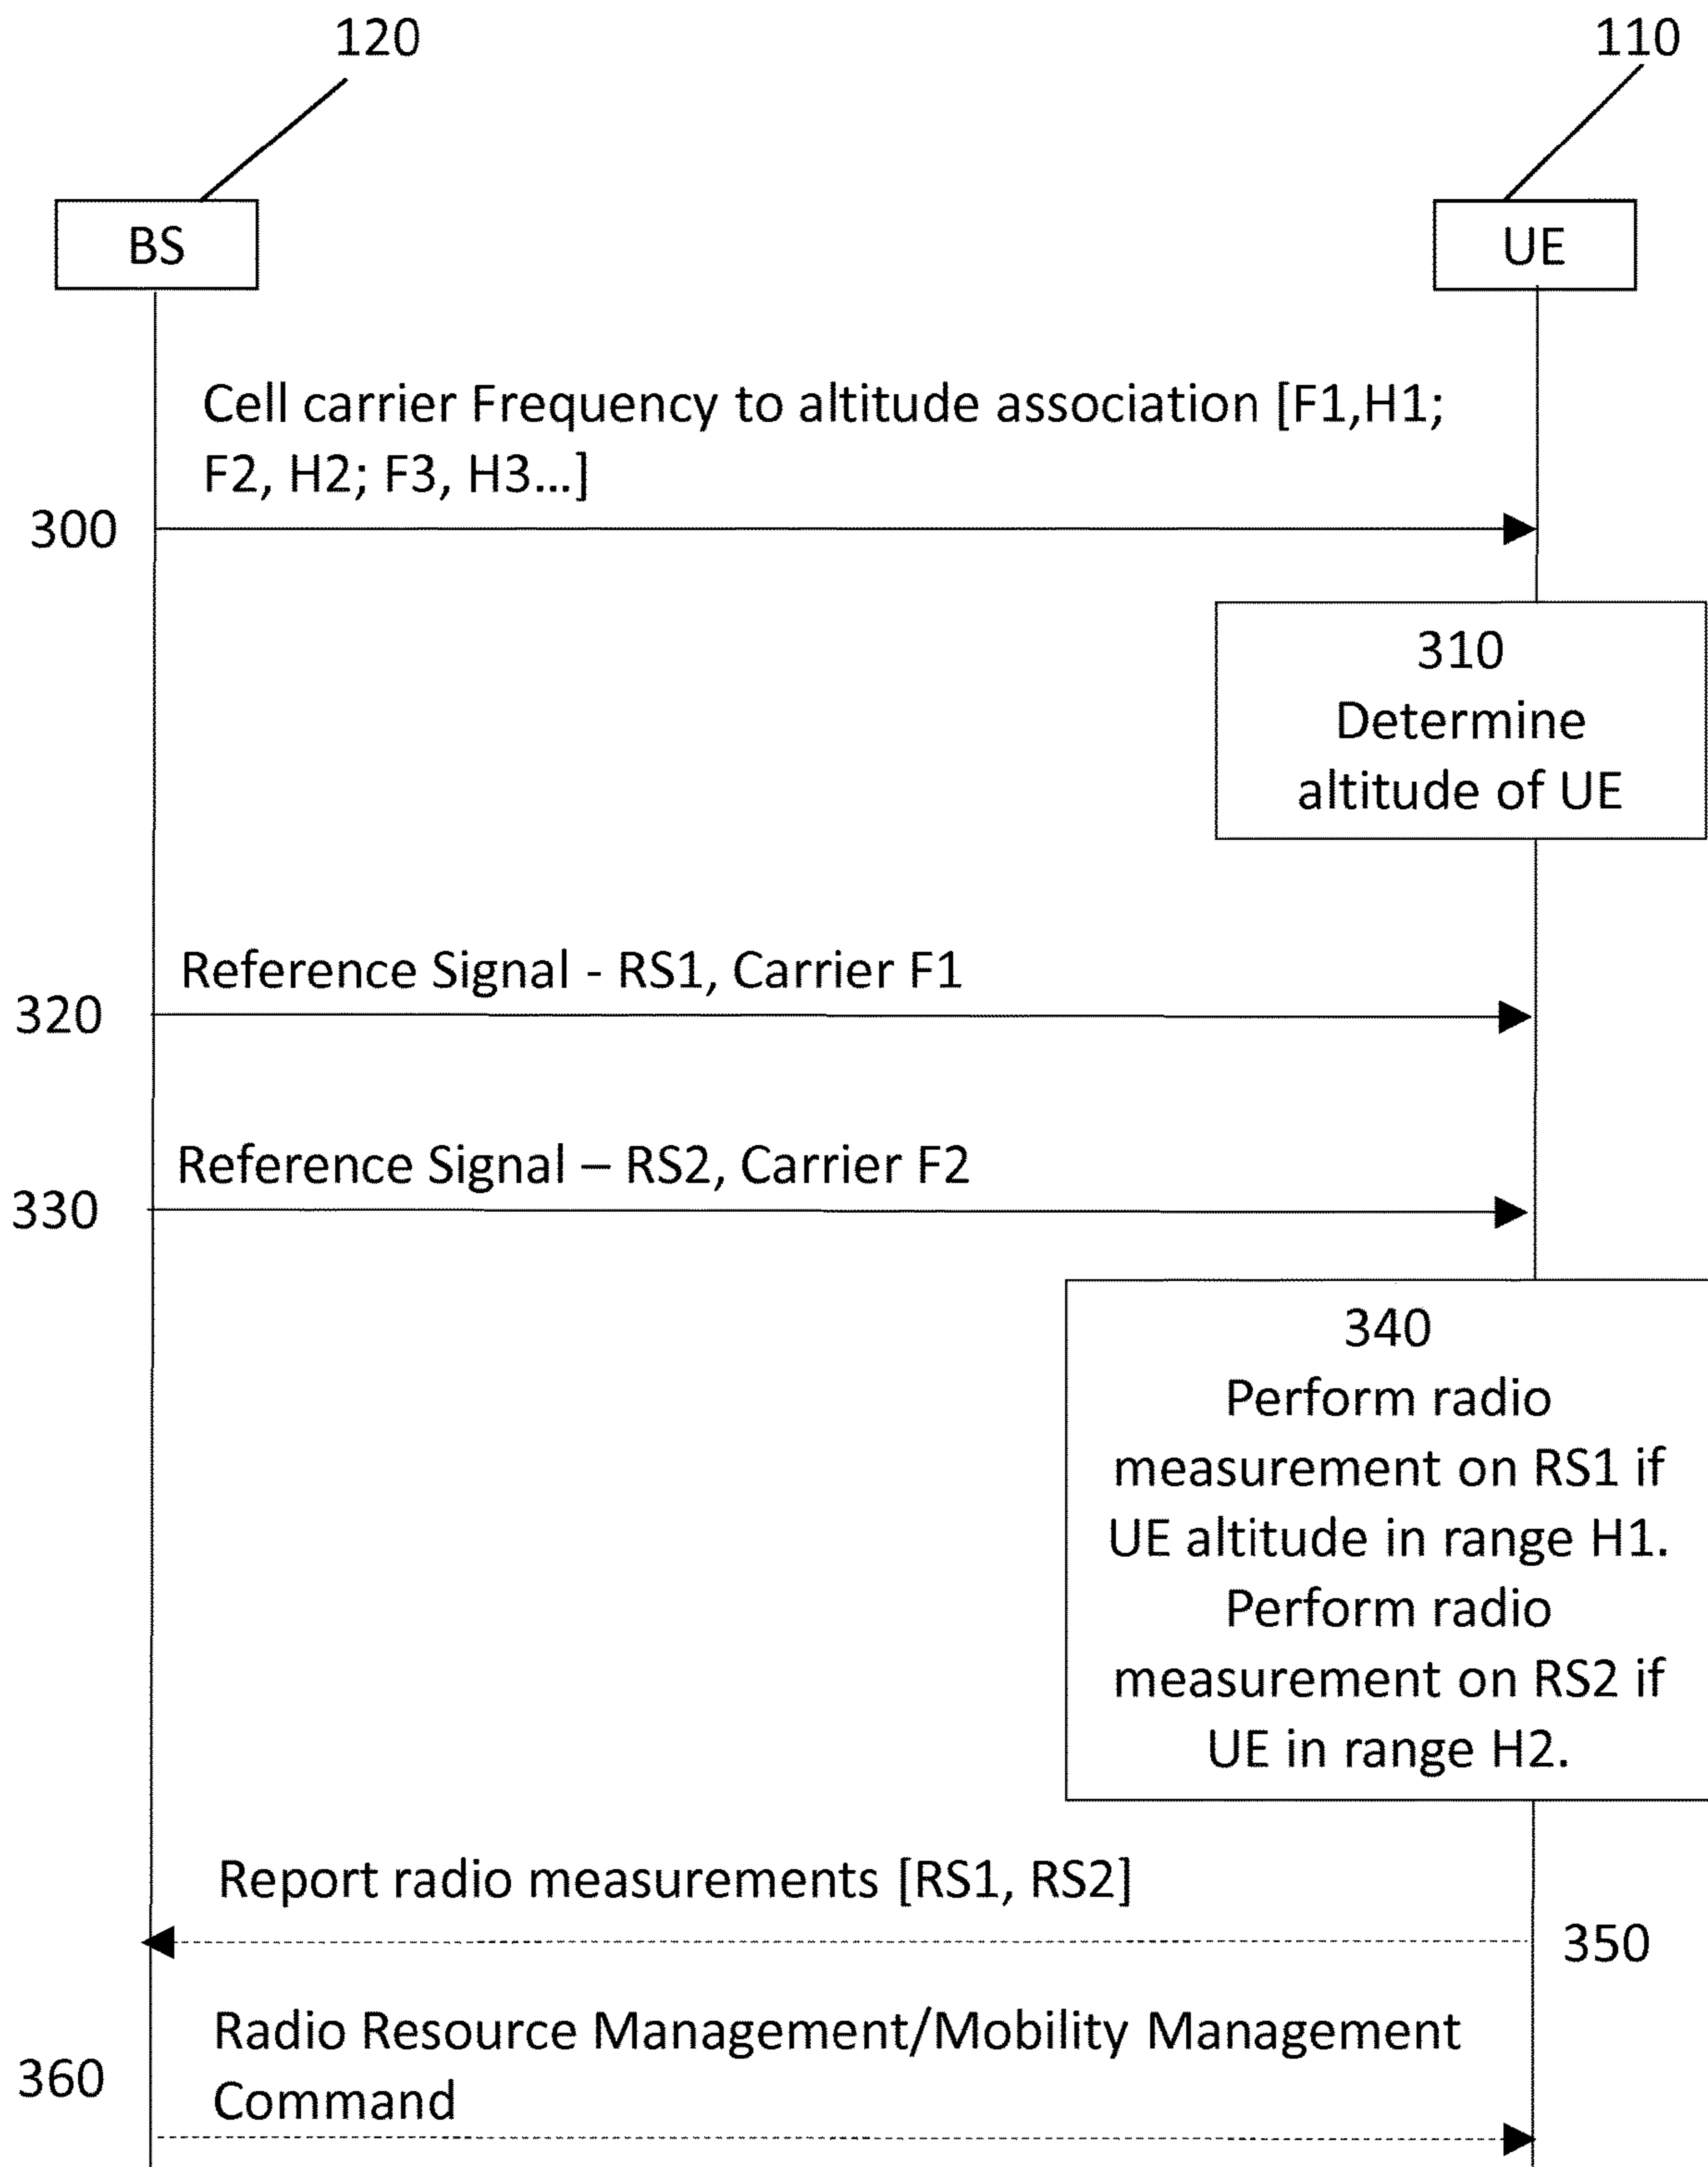 120
110
BS
UE
Cell carrier Frequency to altitude association [F1,H1;
F2, H2; F3, H3...]
300
310
Determine
altitude of UE
Reference Signal - RS1, Carrier F1
320
Reference Signal – RS2, Carrier F2
330
340
Perform radio
measurement on RS1 if
UE altitude in range H1.
Perform radio
measurement on RS2 if
UE in range H2.
Report radio measurements [RS1, RS2]
350
Radio Resource Management/Mobility Management
Command
360